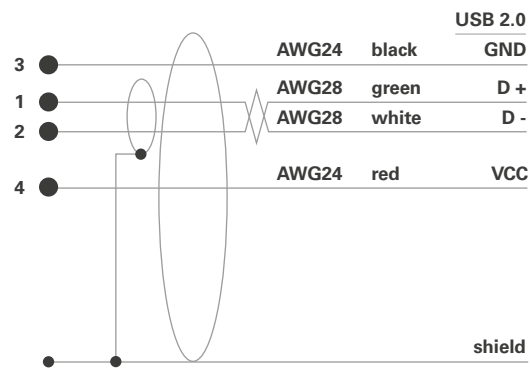 USB 2.0
3 AWG24 black GND
1 AWG28 green D +
2 AWG28 white D -
4 AWG24 red VCC
shield